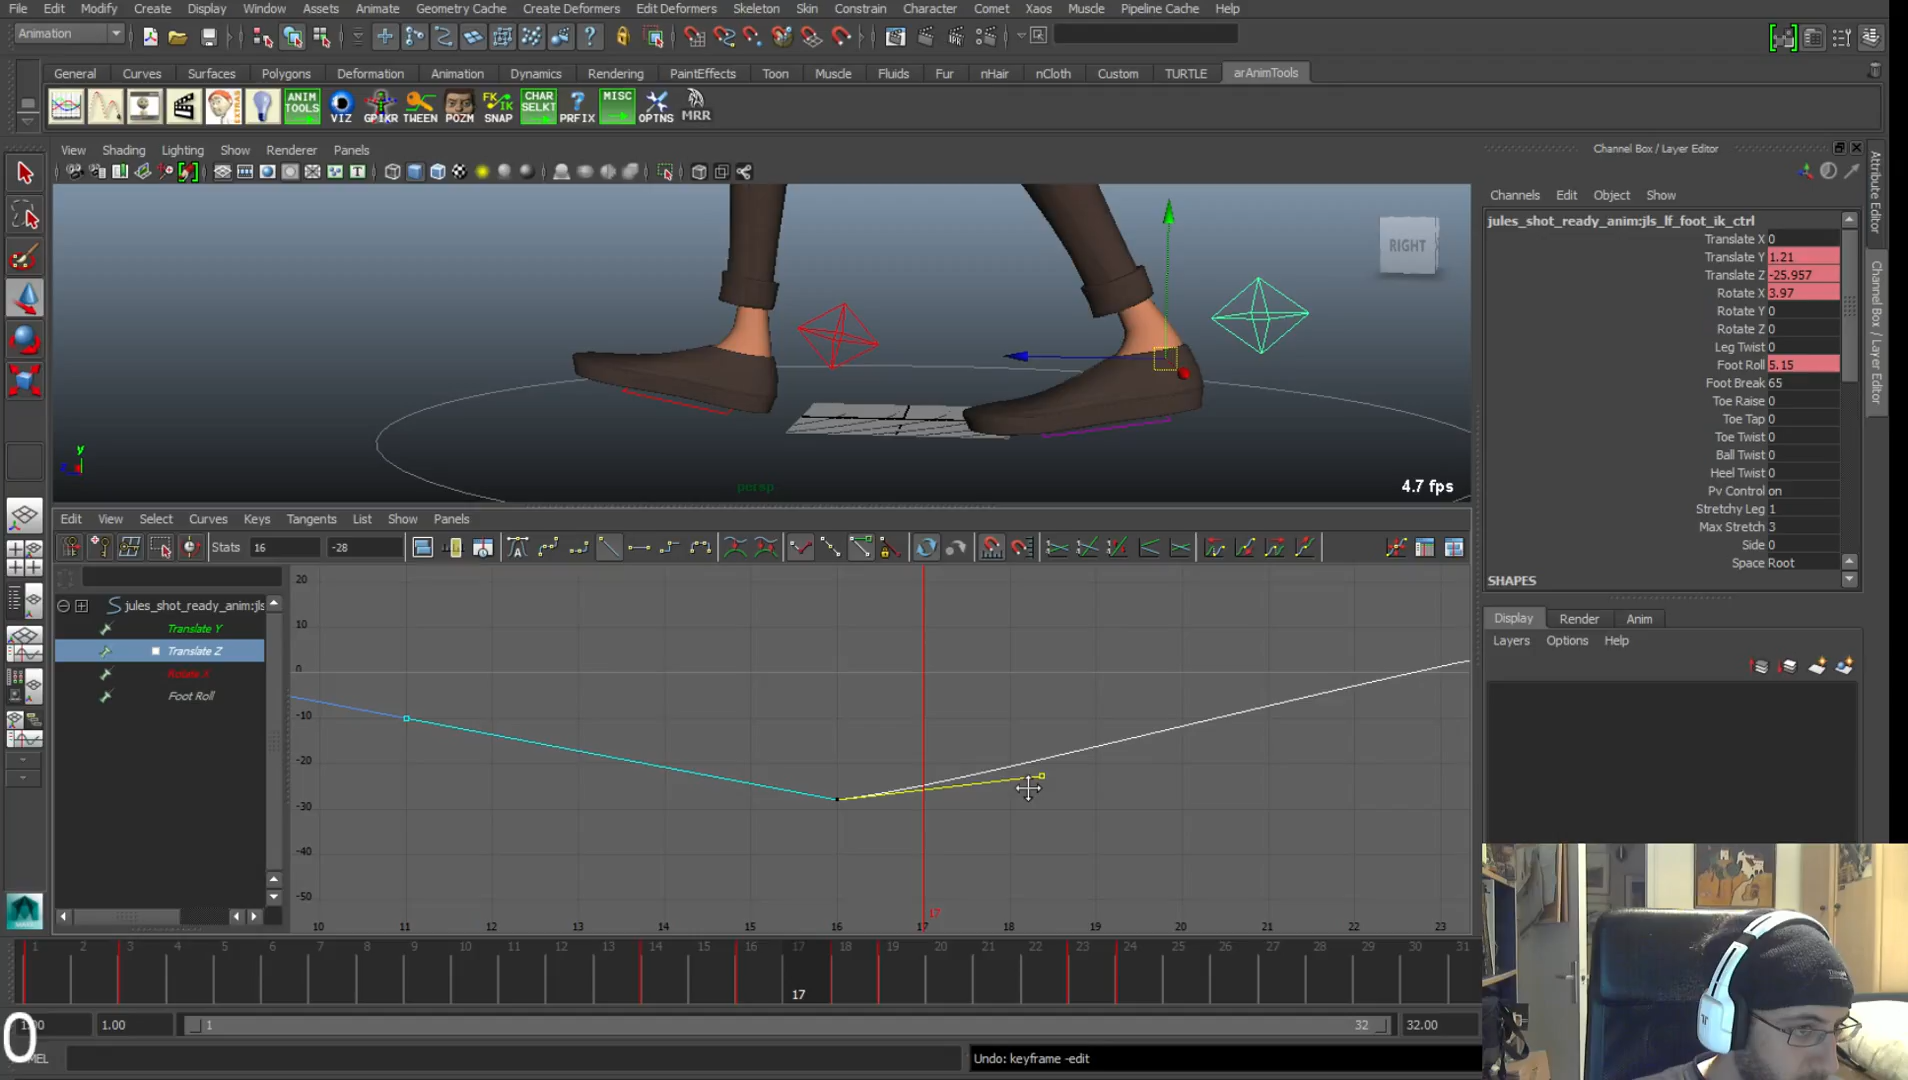 File Edit Modify Create Display Window Assets Animate Geometry Cache Create Deformers Edit Deformers Skeleton Skin Constrain Character Comet Xaos Muscle Pipeline Cache Help
Animation
General Curves Surfaces Polygons Deformation Animation Dynamics Rendering PaintEffects Toon Muscle Fluids Fur nHair nCloth Custom TURTLE arAnimTools
ANIM TOOLS VIZ GPIKR TWEEN POZM FK IK SNAP CHAR SELKT PRFIX MISC OPTNS MRR
View Shading Lighting Show Renderer Panels
RIGHT
y
persp
4.7 fps
Channel Box / Layer Editor
Channels Edit Object Show
jules_shot_ready_anim:jls_lf_foot_ik_ctrl
Translate X 0
Translate Y 1.21
Translate Z -25.957
Rotate X 3.97
Rotate Y 0
Rotate Z 0
Leg Twist 0
Foot Roll 5.15
Foot Break 65
Toe Raise 0
Toe Tap 0
Toe Twist 0
Ball Twist 0
Heel Twist 0
Pv Control on
Stretchy Leg 1
Max Stretch 3
Side 0
Space Root
SHAPES
Attribute Editor
Channel Box / Layer Editor
Display Render Anim
Layers Options Help
Edit View Select Curves Keys Tangents List Show Panels
Stats 16 -28
jules_shot_ready_anim:jls
Translate Y
Translate Z
Rotate X
Foot Roll
20
10
0
-10
-20
-30
-40
-50
17
10 11 12 13 14 15 16 17 18 19 20 21 22 23
1 2 3 4 5 6 7 8 9 10 11 12 13 14 15 16 17 18 19 20 21 22 23 24 25 26 27 28 29 30 31
17
1.00 1 32 32.00
0
MEL
Undo: keyframe -edit